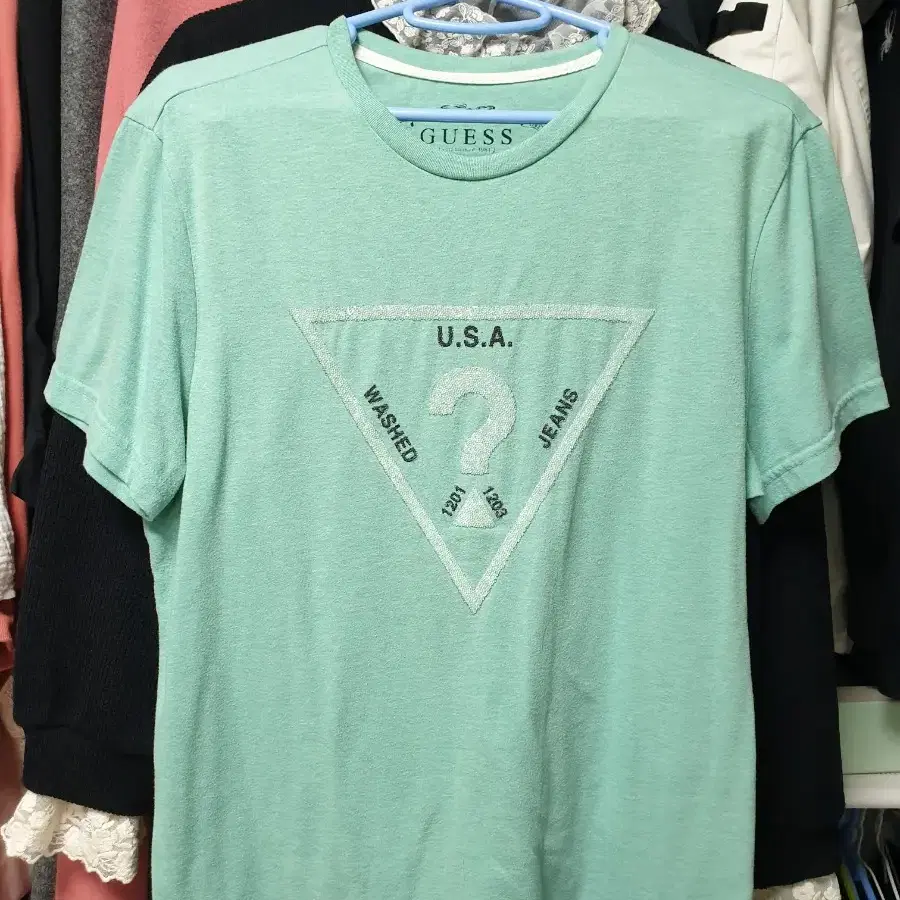 GUESS
U.S.A.
?
WASHED
JEANS
1201
1203